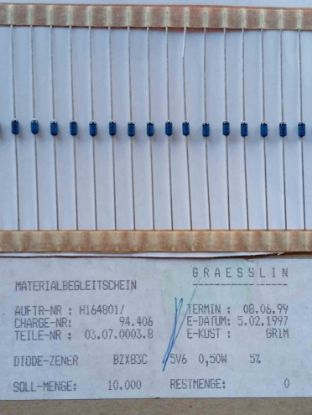 GRAESSLIN
MATERIALBEGLEITSCHEIN
AUFTR-NR : H164801/ TERMIN : 08.06.99
CHARGE-NR: 94.406 E-DATUM: 5.02.1997
TEILE-NR : 03.07.0003.8 E-KUST : GRIM
DIODE-ZENER BZX83C 5V6 0,50W 5%
SOLL-MENGE: 10.000 RESTMENGE: 0